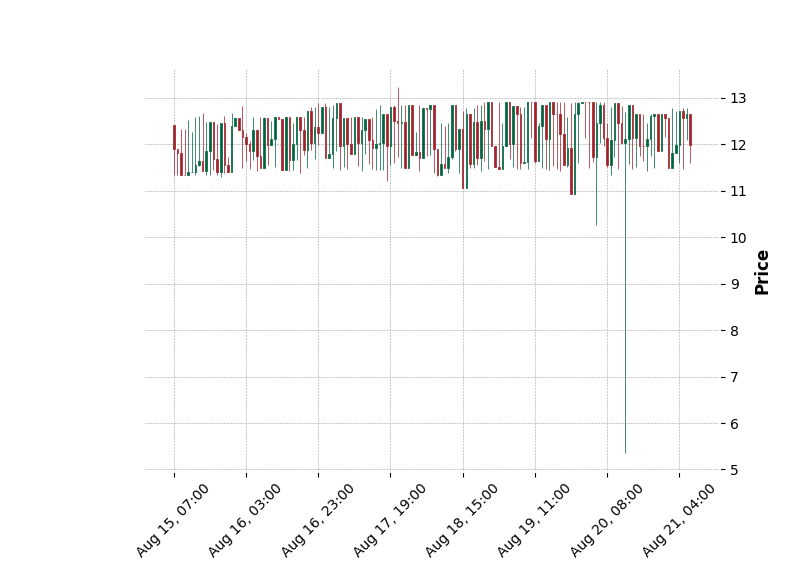 13
12
11
10
9
8
7
6
5
Price
Aug 15, 07:00
Aug 16, 03:00
Aug 16, 23:00
Aug 17, 19:00
Aug 18, 15:00
Aug 19, 11:00
Aug 20, 08:00
Aug 21, 04:00